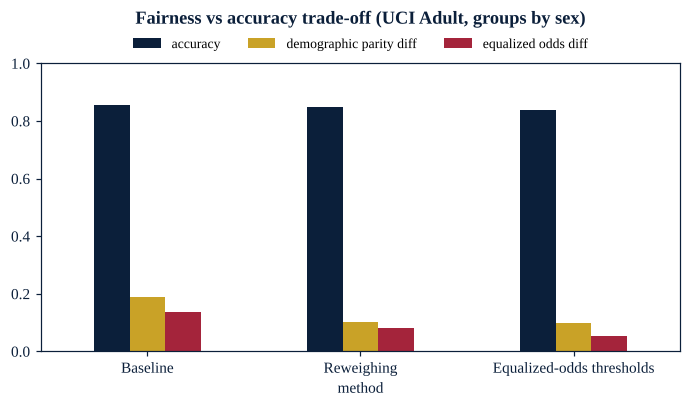 Fairness vs accuracy trade-off (UCI Adult, groups by sex)
accuracy demographic parity diff equalized odds diff
1.0
0.8
0.6
0.4
0.2
0.0
Baseline Reweighing Equalized-odds thresholds
method